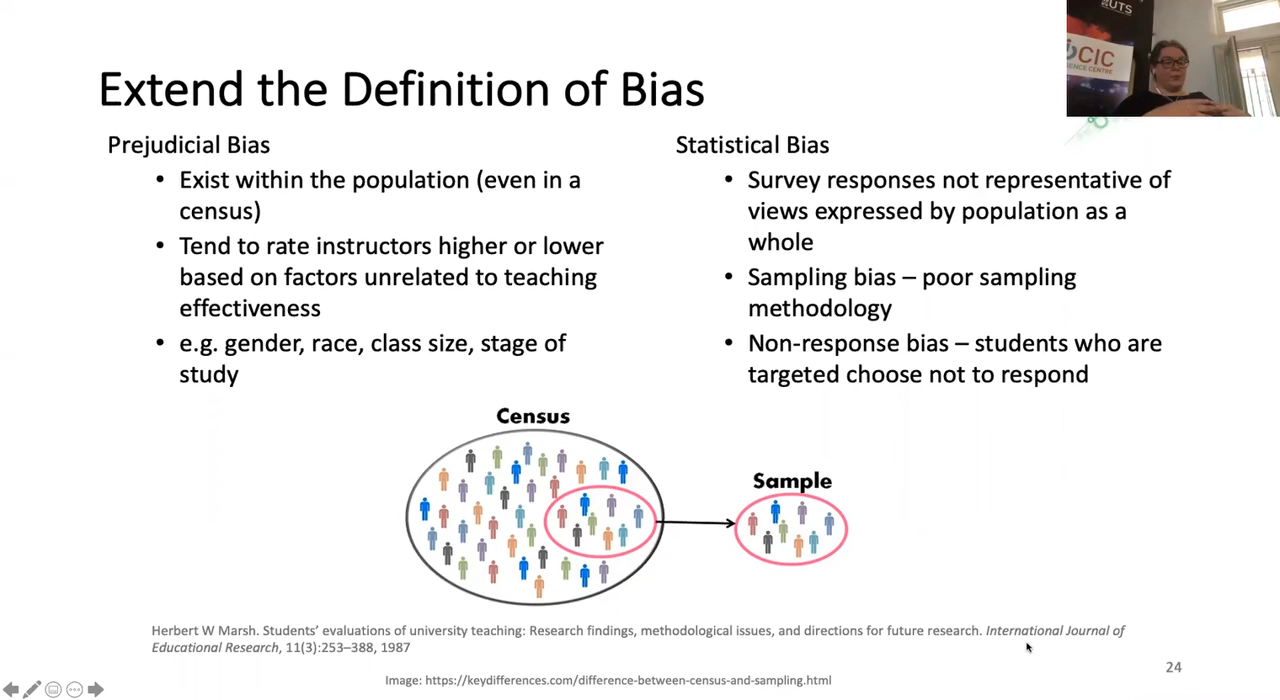 UTS
CIC
Extend the Definition of Bias
Prejudicial Bias
• Exist within the population (even in a
census)
• Tend to rate instructors higher or lower
based on factors unrelated to teaching
effectiveness
• e.g. gender, race, class size, stage of
study
Statistical Bias
• Survey responses not representative of
views expressed by population as a
whole
• Sampling bias – poor sampling
methodology
• Non-response bias – students who are
targeted choose not to respond
Census
Sample
Herbert W Marsh. Students’ evaluations of university teaching: Research findings, methodological issues, and directions for future research. International Journal of
Educational Research, 11(3):253–388, 1987
24
Image: https://keydifferences.com/difference-between-census-and-sampling.html